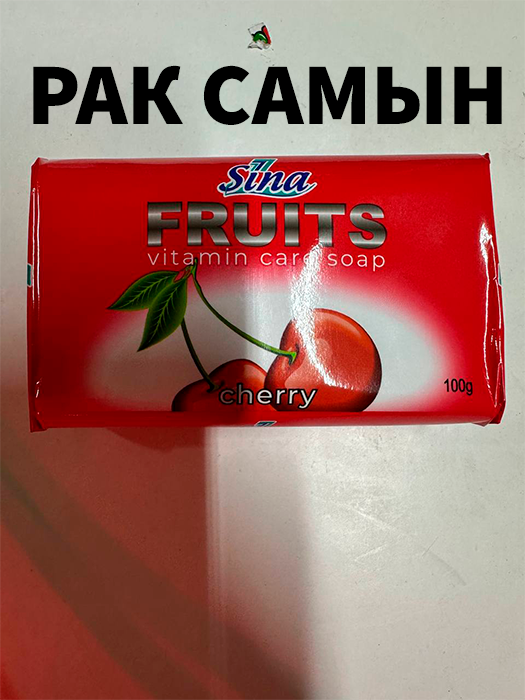 РАК САМЫН
Sina
FRUITS
vitamin care soap
cherry
100g